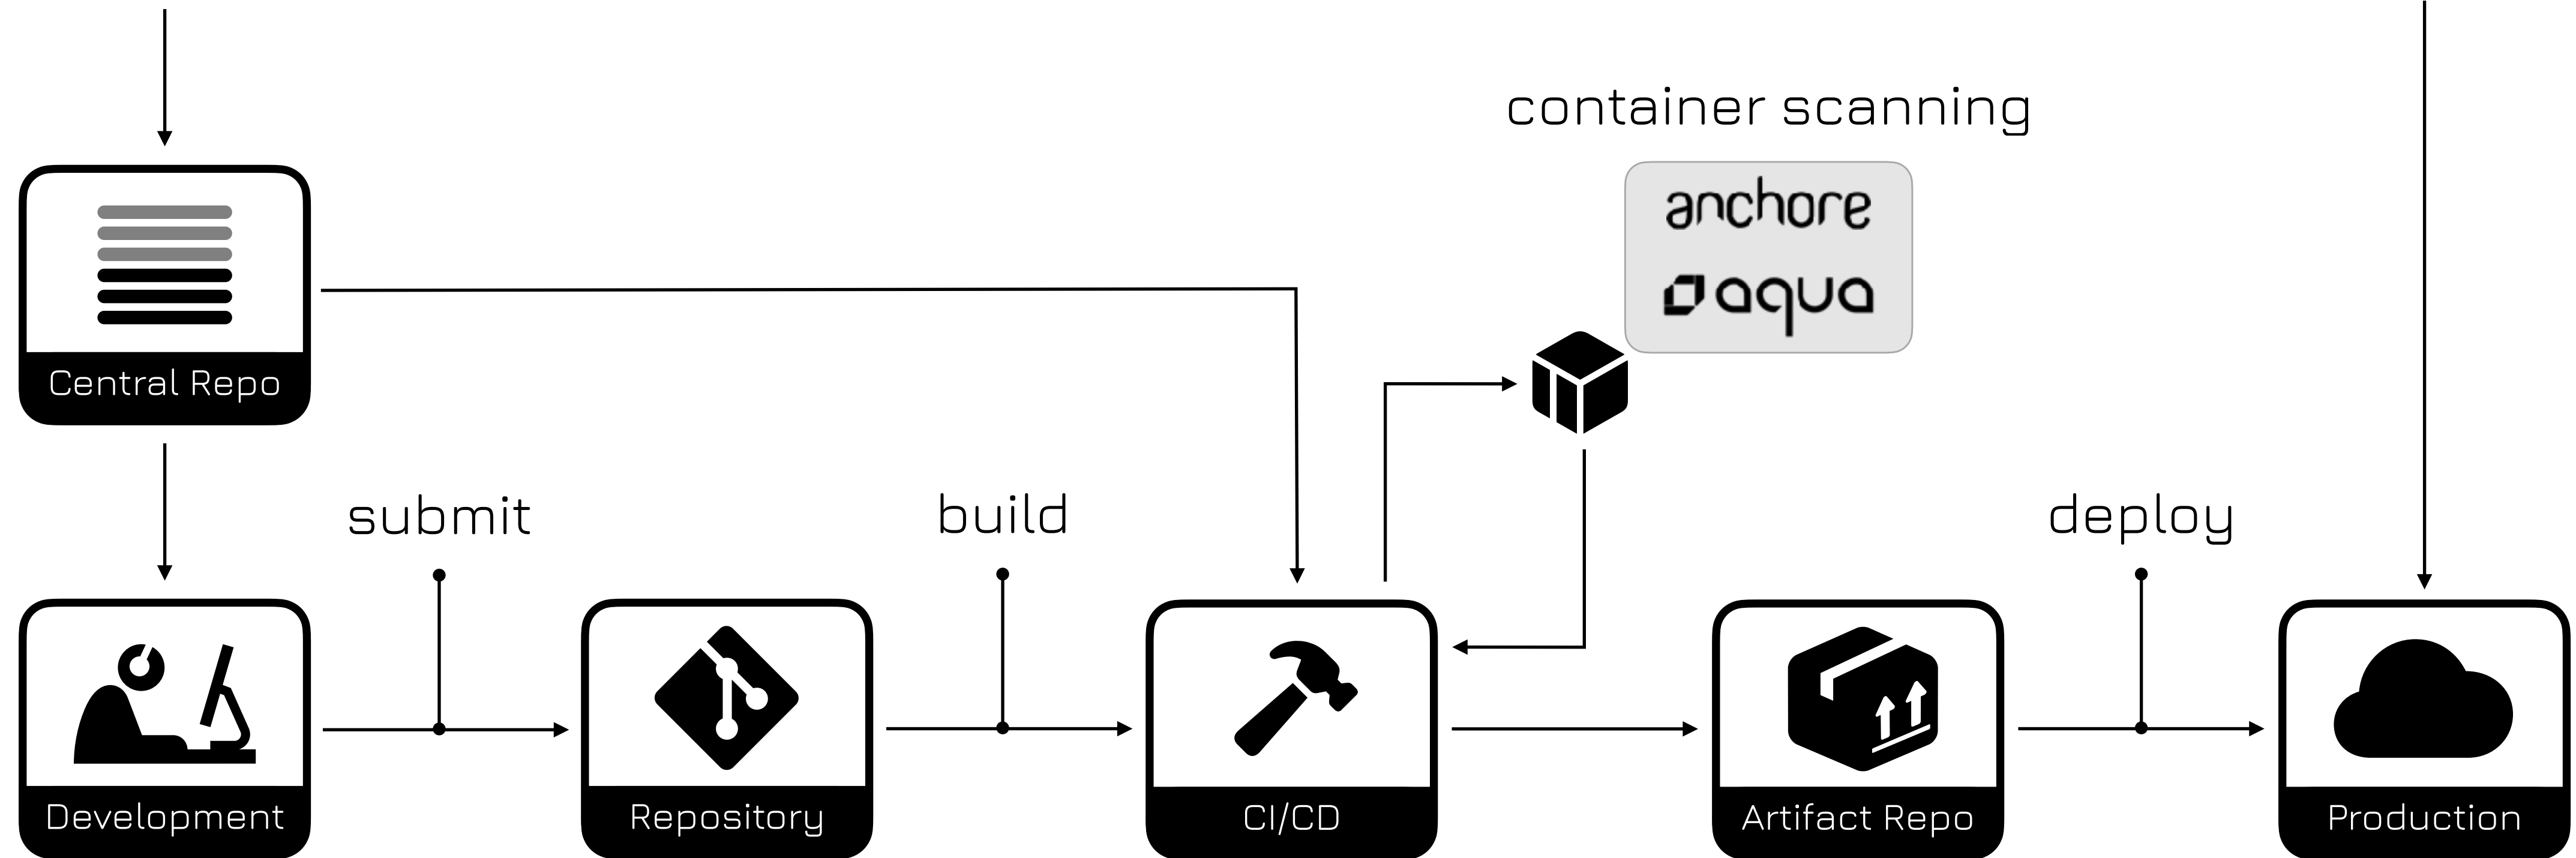 container scanning
anchore
aqua
Central Repo
submit
build
deploy
Development
Repository
CI/CD
Artifact Repo
Production